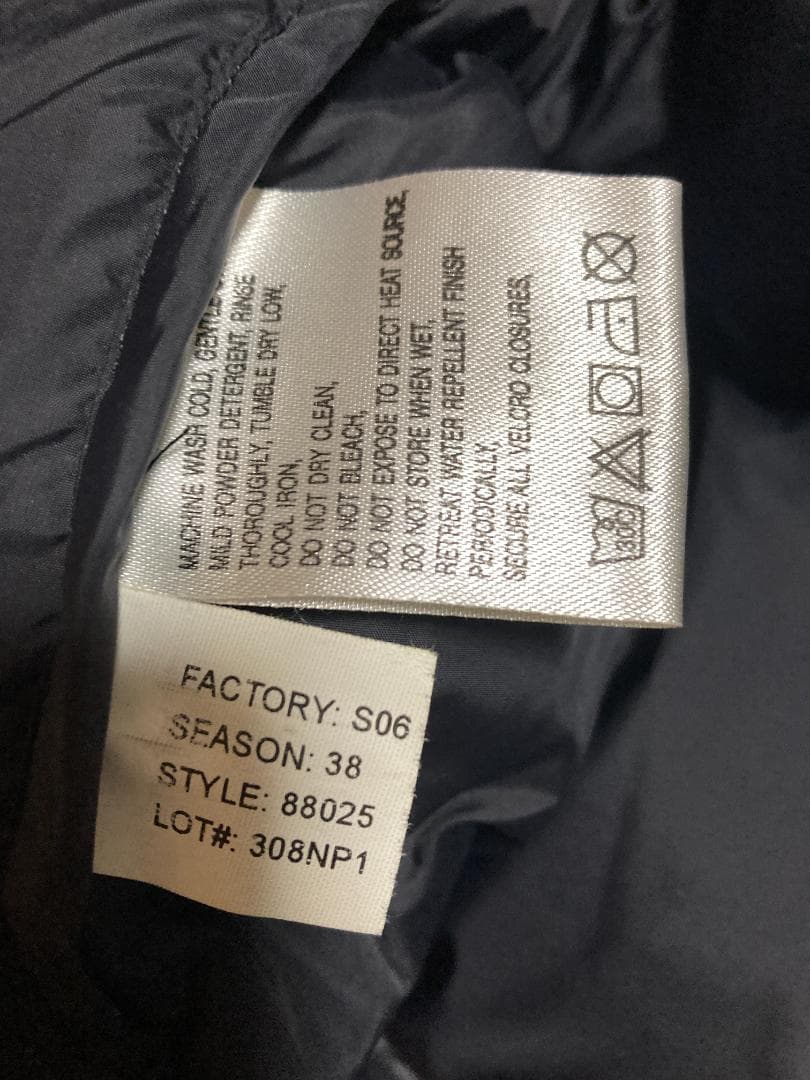 MACHINE WASH COLD, GENTLE
MILD POWDER DETERGENT, RINSE
THOROUGHLY, TUMBLE DRY LOW,
COOL IRON,
DO NOT DRY CLEAN,
DO NOT BLEACH,
DO NOT EXPOSE TO DIRECT HEAT SOURCE,
DO NOT STORE WHEN WET,
RETREAT WATER REPELLENT FINISH
PERIODICALLY,
SECURE ALL VELCRO CLOSURES,
30C
FACTORY: S06
SEASON: 38
STYLE: 88025
LOT#: 308NP1